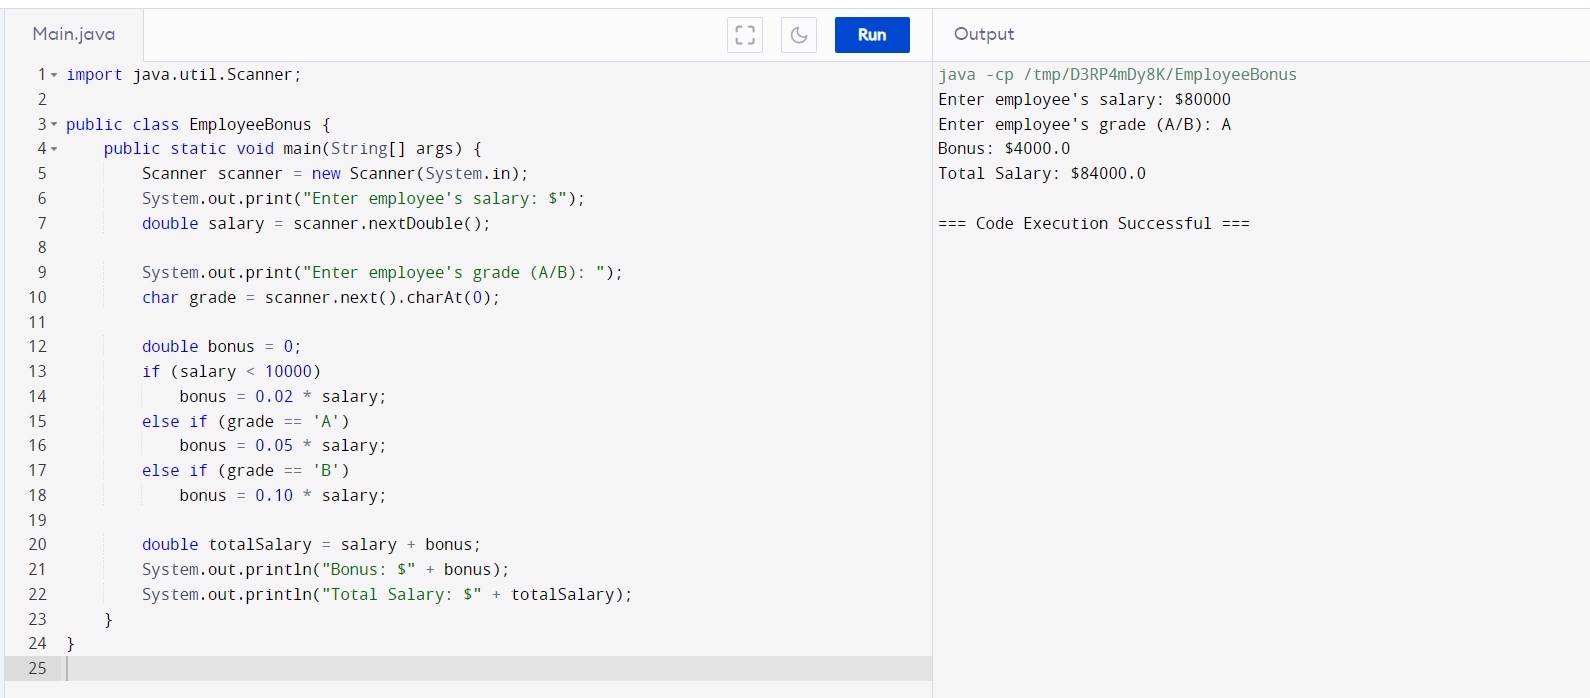 Main.java
Run
Output
1 import java.util.Scanner;
2
3 public class EmployeeBonus {
4     public static void main(String[] args) {
5         Scanner scanner = new Scanner(System.in);
6         System.out.print("Enter employee's salary: $");
7         double salary = scanner.nextDouble();
8
9         System.out.print("Enter employee's grade (A/B): ");
10         char grade = scanner.next().charAt(0);
11
12         double bonus = 0;
13         if (salary < 10000)
14             bonus = 0.02 * salary;
15         else if (grade == 'A')
16             bonus = 0.05 * salary;
17         else if (grade == 'B')
18             bonus = 0.10 * salary;
19
20         double totalSalary = salary + bonus;
21         System.out.println("Bonus: $" + bonus);
22         System.out.println("Total Salary: $" + totalSalary);
23     }
24 }
25
java -cp /tmp/D3RP4mDy8K/EmployeeBonus
Enter employee's salary: $80000
Enter employee's grade (A/B): A
Bonus: $4000.0
Total Salary: $84000.0
=== Code Execution Successful ===